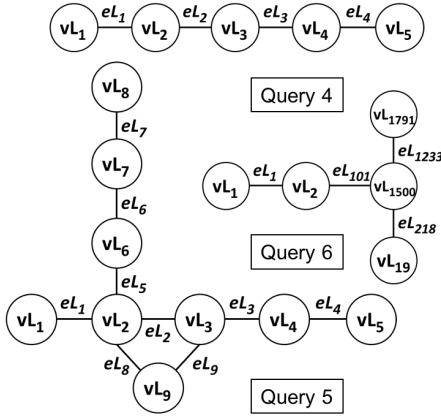 eL1 eL2 eL3 eL4
vL1 vL2 vL3 vL4 vL5
vL8
Query 4
eL7
vL1791
vL7
eL1233
eL1 eL101
vL1 vL2 vL1500
eL6
eL218
vL6
Query 6
vL19
eL5
eL1 eL3 eL4
vL1 vL2 vL3 vL4 vL5
eL2
eL8 eL9
vL9
Query 5